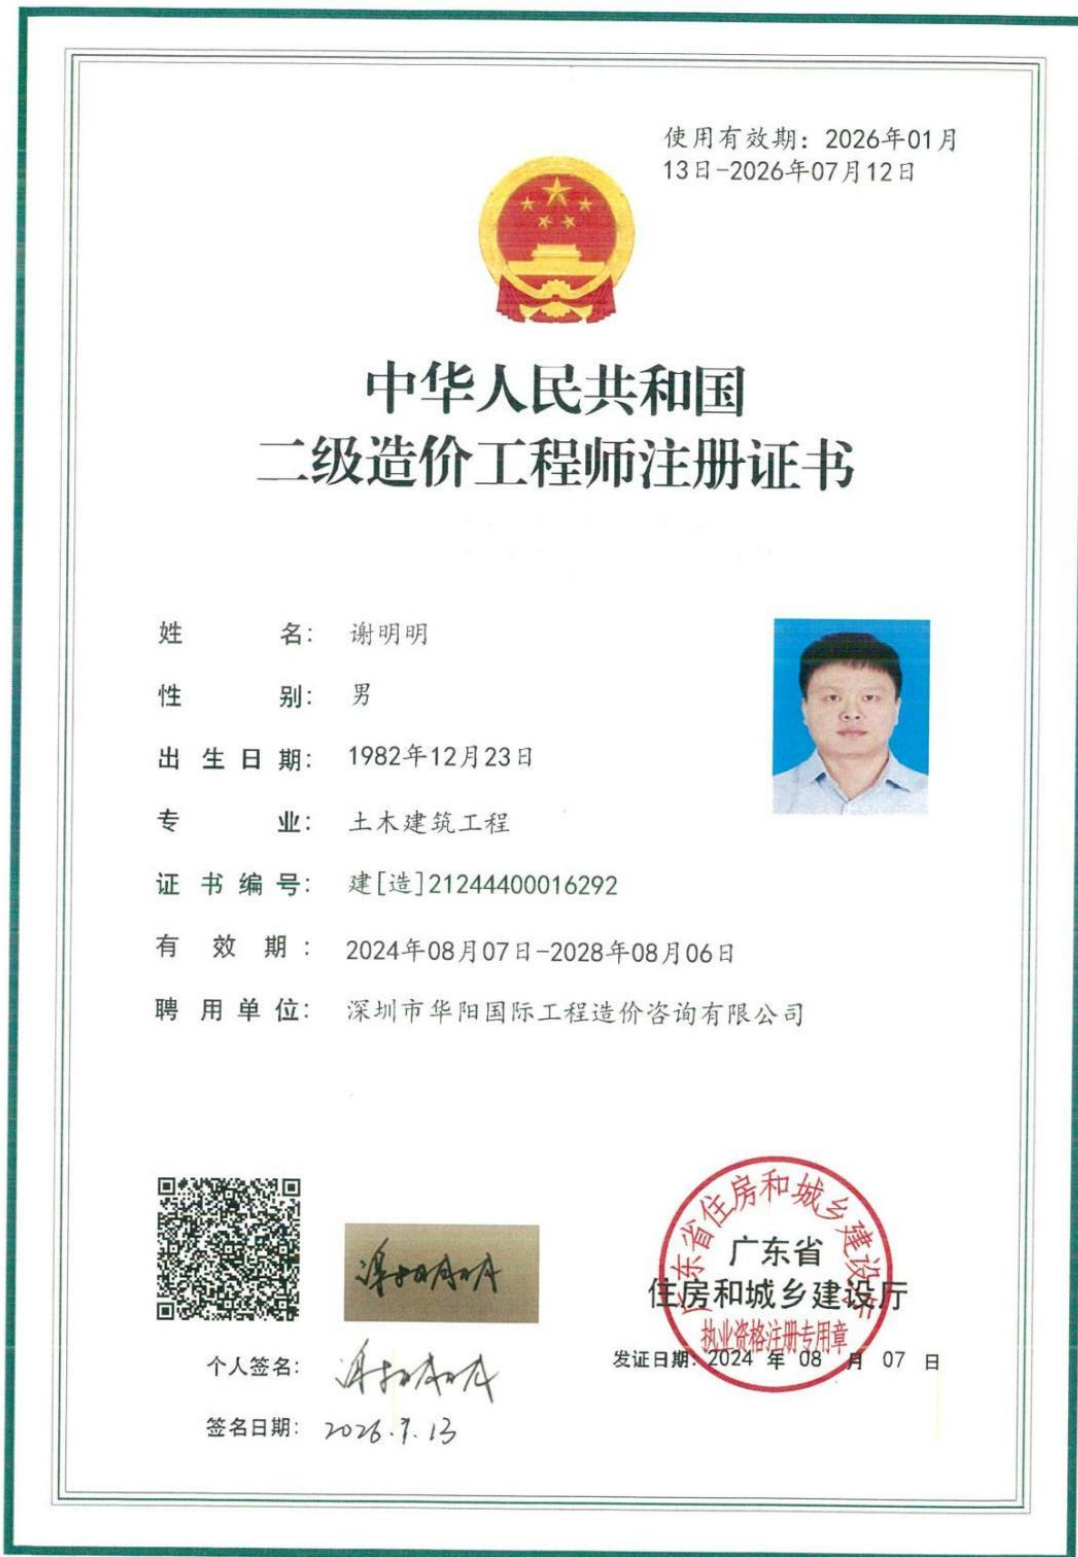 使用有效期：2026年01月
13日-2026年07月12日
中华人民共和国
二级造价工程师注册证书
姓名：谢明明
性别：男
出生日期：1982年12月23日
专业：土木建筑工程
证书编号：建[造]21244400016292
有效期：2024年08月07日-2028年08月06日
聘用单位：深圳市华阳国际工程造价咨询有限公司
广东省住房和城乡建设厅
广东省
住房和城乡建设厅
执业资格注册专用章
发证日期：2024年08月07日
个人签名：
签名日期：2026.